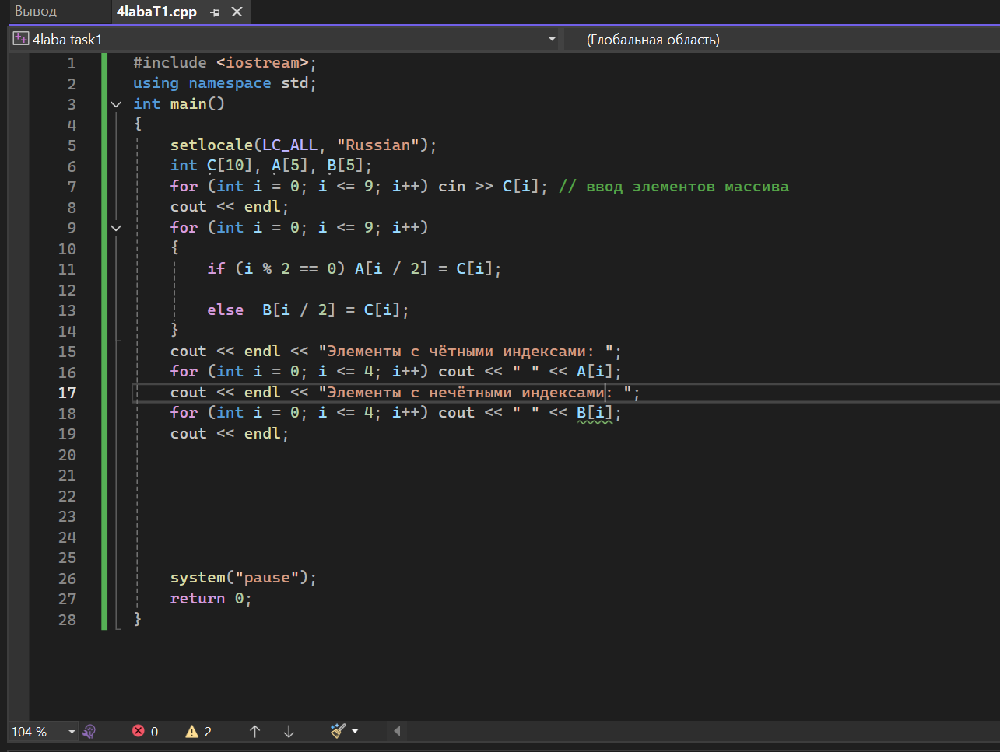 Вывод 4labaT1.cpp
4laba task1 (Глобальная область)
1 #include <iostream>;
2 using namespace std;
3 int main()
4 {
5 setlocale(LC_ALL, "Russian");
6 int C[10], A[5], B[5];
7 for (int i = 0; i <= 9; i++) cin >> C[i]; // ввод элементов массива
8 cout << endl;
9 for (int i = 0; i <= 9; i++)
10 {
11 if (i % 2 == 0) A[i / 2] = C[i];
12
13 else  B[i / 2] = C[i];
14 }
15 cout << endl << "Элементы с чётными индексами: ";
16 for (int i = 0; i <= 4; i++) cout << " " << A[i];
17 cout << endl << "Элементы с нечётными индексами: ";
18 for (int i = 0; i <= 4; i++) cout << " " << B[i];
19 cout << endl;
20
21
22
23
24
25
26 system("pause");
27 return 0;
28 }
104 % 0 2